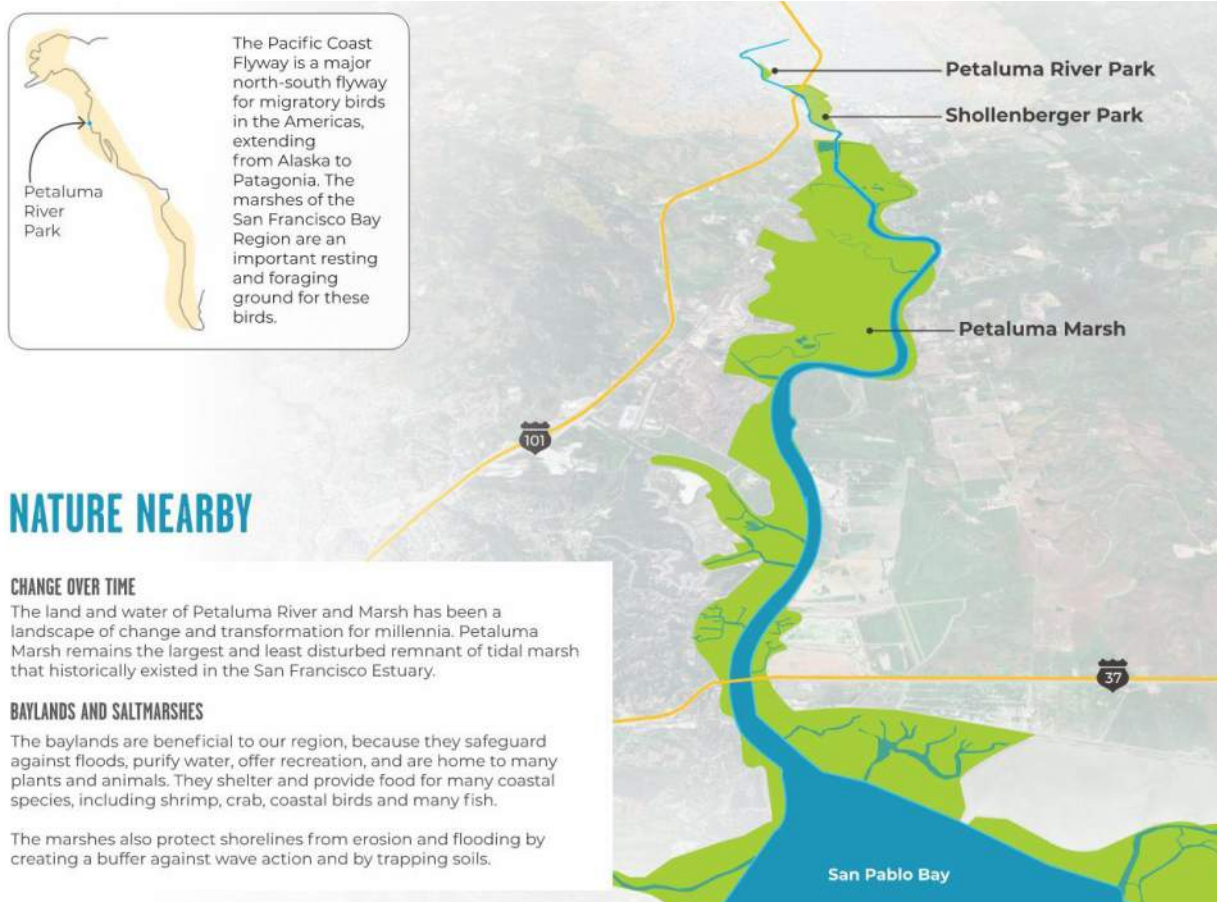 The Pacific Coast
Flyway is a major
north-south flyway
for migratory birds
in the Americas,
extending
from Alaska to
Patagonia. The
marshes of the
San Francisco Bay
Region are an
important resting
and foraging
ground for these
birds.
Petaluma
River
Park
Petaluma River Park
Shollenberger Park
Petaluma Marsh
101
NATURE NEARBY
CHANGE OVER TIME
The land and water of Petaluma River and Marsh has been a
landscape of change and transformation for millennia. Petaluma
Marsh remains the largest and least disturbed remnant of tidal marsh
that historically existed in the San Francisco Estuary.
BAYLANDS AND SALTMARSHES
The baylands are beneficial to our region, because they safeguard
against floods, purify water, offer recreation, and are home to many
plants and animals. They shelter and provide food for many coastal
species, including shrimp, crab, coastal birds and many fish.
The marshes also protect shorelines from erosion and flooding by
creating a buffer against wave action and by trapping soils.
37
San Pablo Bay